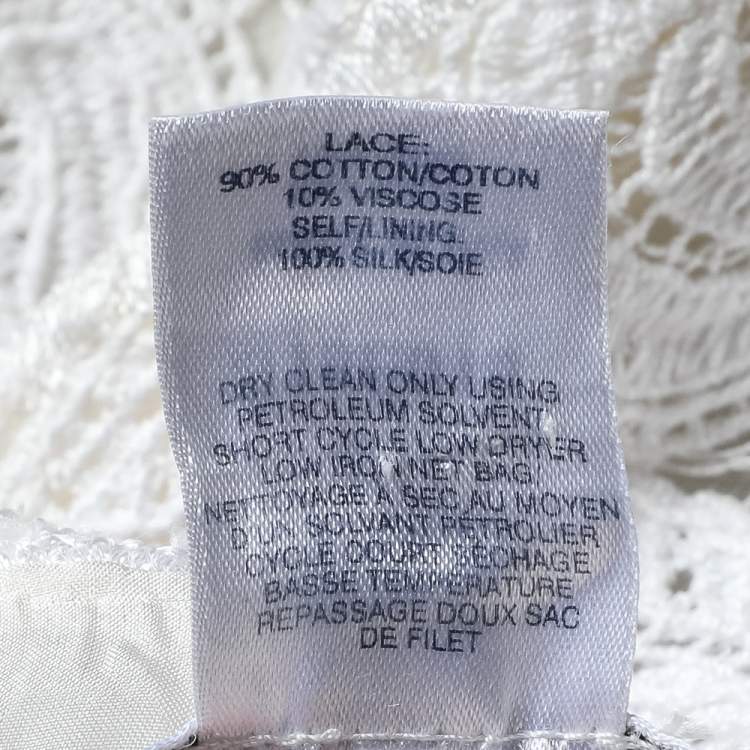 LACE:
90% COTTON/COTON
10% VISCOSE
SELF/LINING:
100% SILK/SOIE
DRY CLEAN ONLY USING
PETROLEUM SOLVENT
SHORT CYCLE LOW DRYER
LOW IRON NET BAG
NETTOYAGE A SEC AU MOYEN
D'UN SOLVANT PETROLIER
CYCLE COURT SECHAGE
BASSE TEMPERATURE
REPASSAGE DOUX SAC
DE FILET